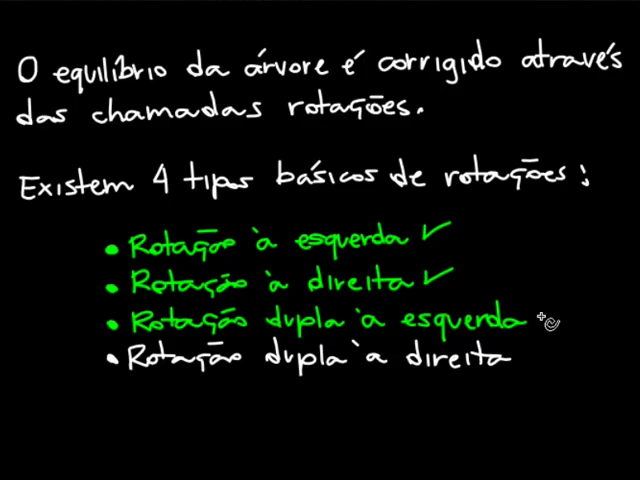 O equilíbrio da árvore é corrigido através
das chamadas rotações.
Existem 4 tipos básicos de rotações:
• Rotação à esquerda ✓
• Rotação à direita ✓
• Rotação dupla à esquerda
• Rotação dupla à direita